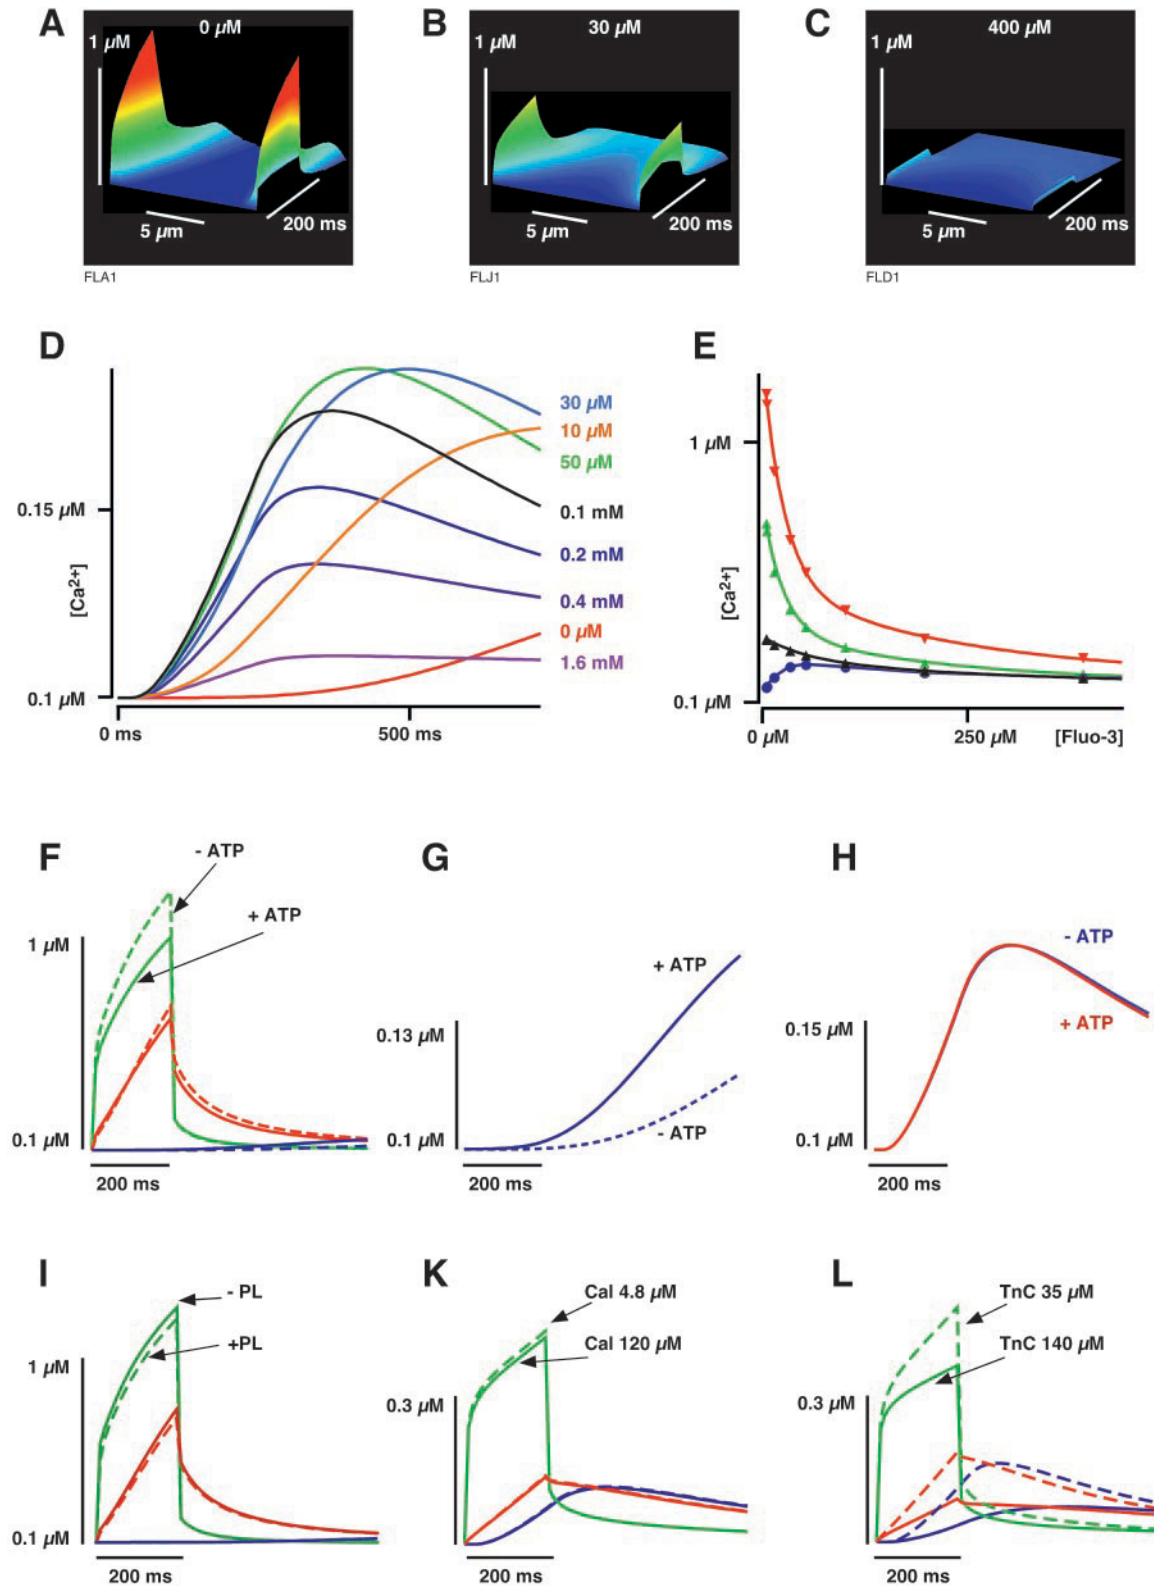 A
0 µM
1 µM
5 µm
200 ms
FLA1
B
30 µM
1 µM
5 µm
200 ms
FLJ1
C
400 µM
1 µM
5 µm
200 ms
FLD1
D
[Ca2+]
0.15 µM
0.1 µM
0 ms
500 ms
30 µM
10 µM
50 µM
0.1 mM
0.2 mM
0.4 mM
0 µM
1.6 mM
E
[Ca2+]
1 µM
0.1 µM
0 µM
250 µM
[Fluo-3]
F
- ATP
+ ATP
1 µM
0.1 µM
200 ms
G
+ ATP
0.13 µM
0.1 µM
- ATP
200 ms
H
- ATP
0.15 µM
+ ATP
0.1 µM
200 ms
I
- PL
+PL
1 µM
0.1 µM
200 ms
K
Cal 4.8 µM
Cal 120 µM
0.3 µM
200 ms
L
TnC 35 µM
TnC 140 µM
0.3 µM
200 ms